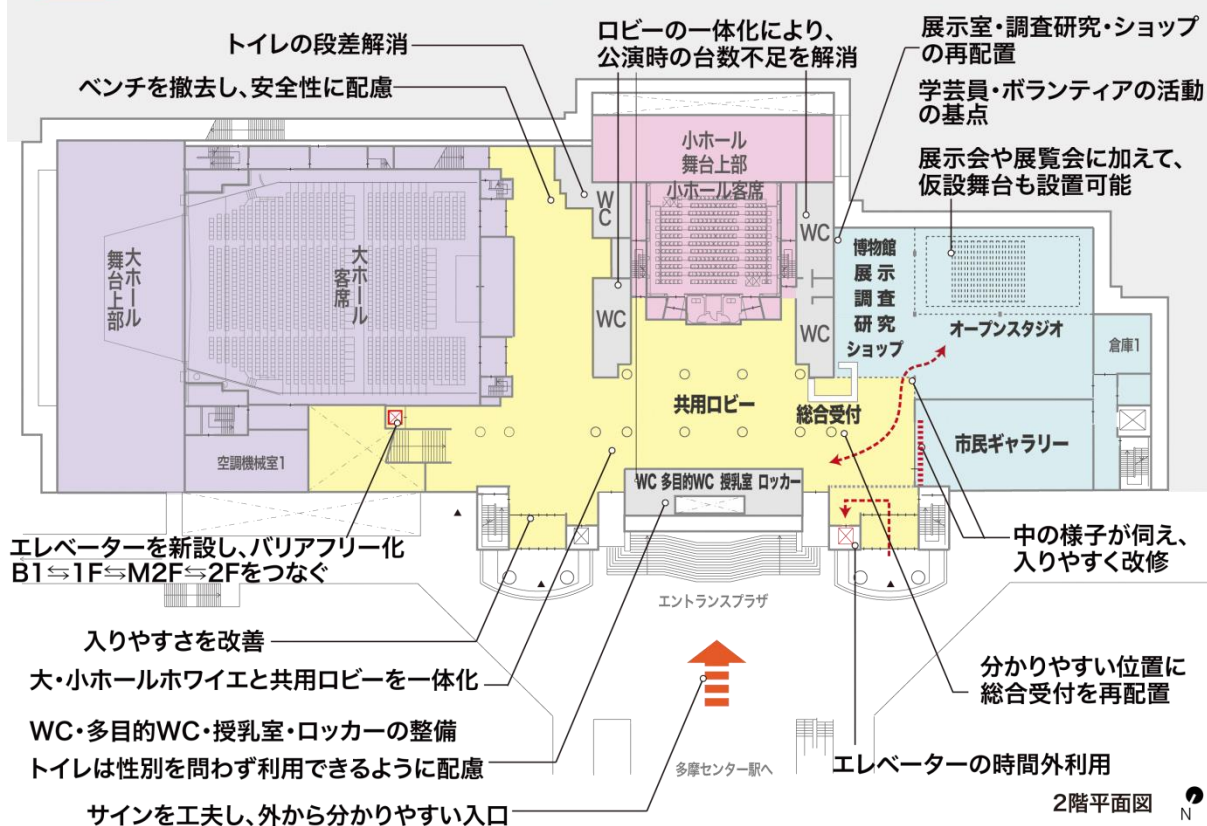 トイレの段差解消
ベンチを撤去し、安全性に配慮
ロビーの一体化により、
公演時の台数不足を解消
展示室・調査研究・ショップ
の再配置
学芸員・ボランティアの活動
の基点
展示会や展覧会に加えて、
仮設舞台も設置可能
小ホール
舞台上部
小ホール客席
WC
WC
WC
WC
大ホール
舞台上部
大ホール
客席
博物館
展示
調査
研究
ショップ
オープンスタジオ
倉庫1
共用ロビー
総合受付
市民ギャラリー
空調機械室1
WC 多目的WC 授乳室 ロッカー
エレベーターを新設し、バリアフリー化
B1⇆1F⇆M2F⇆2Fをつなぐ
中の様子が伺え、
入りやすく改修
エントランスプラザ
入りやすさを改善
大・小ホールホワイエと共用ロビーを一体化
分かりやすい位置に
総合受付を再配置
WC・多目的WC・授乳室・ロッカーの整備
トイレは性別を問わず利用できるように配慮
多摩センター駅へ
エレベーターの時間外利用
サインを工夫し、外から分かりやすい入口
2階平面図
N